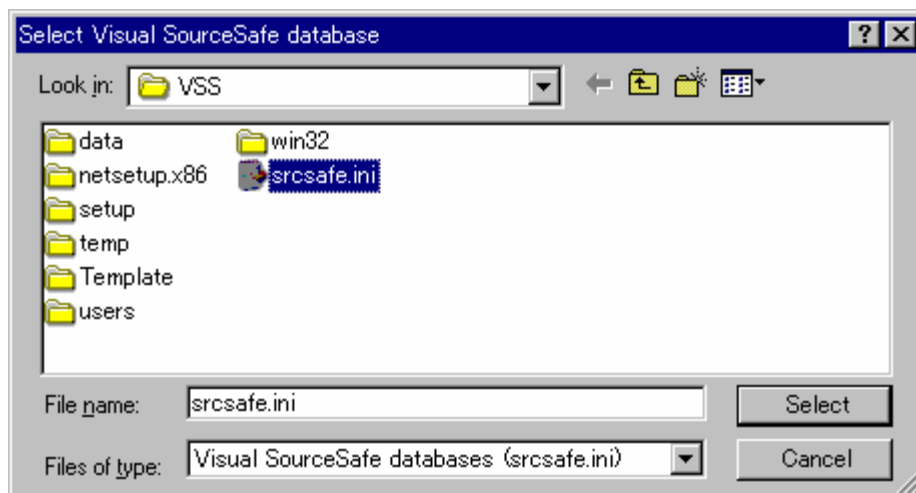 Select Visual SourceSafe database
Look in: VSS
data win32
netsetup.x86 srcsafe.ini
setup
temp
Template
users
File name: srcsafe.ini Select
Files of type: Visual SourceSafe databases (srcsafe.ini) Cancel